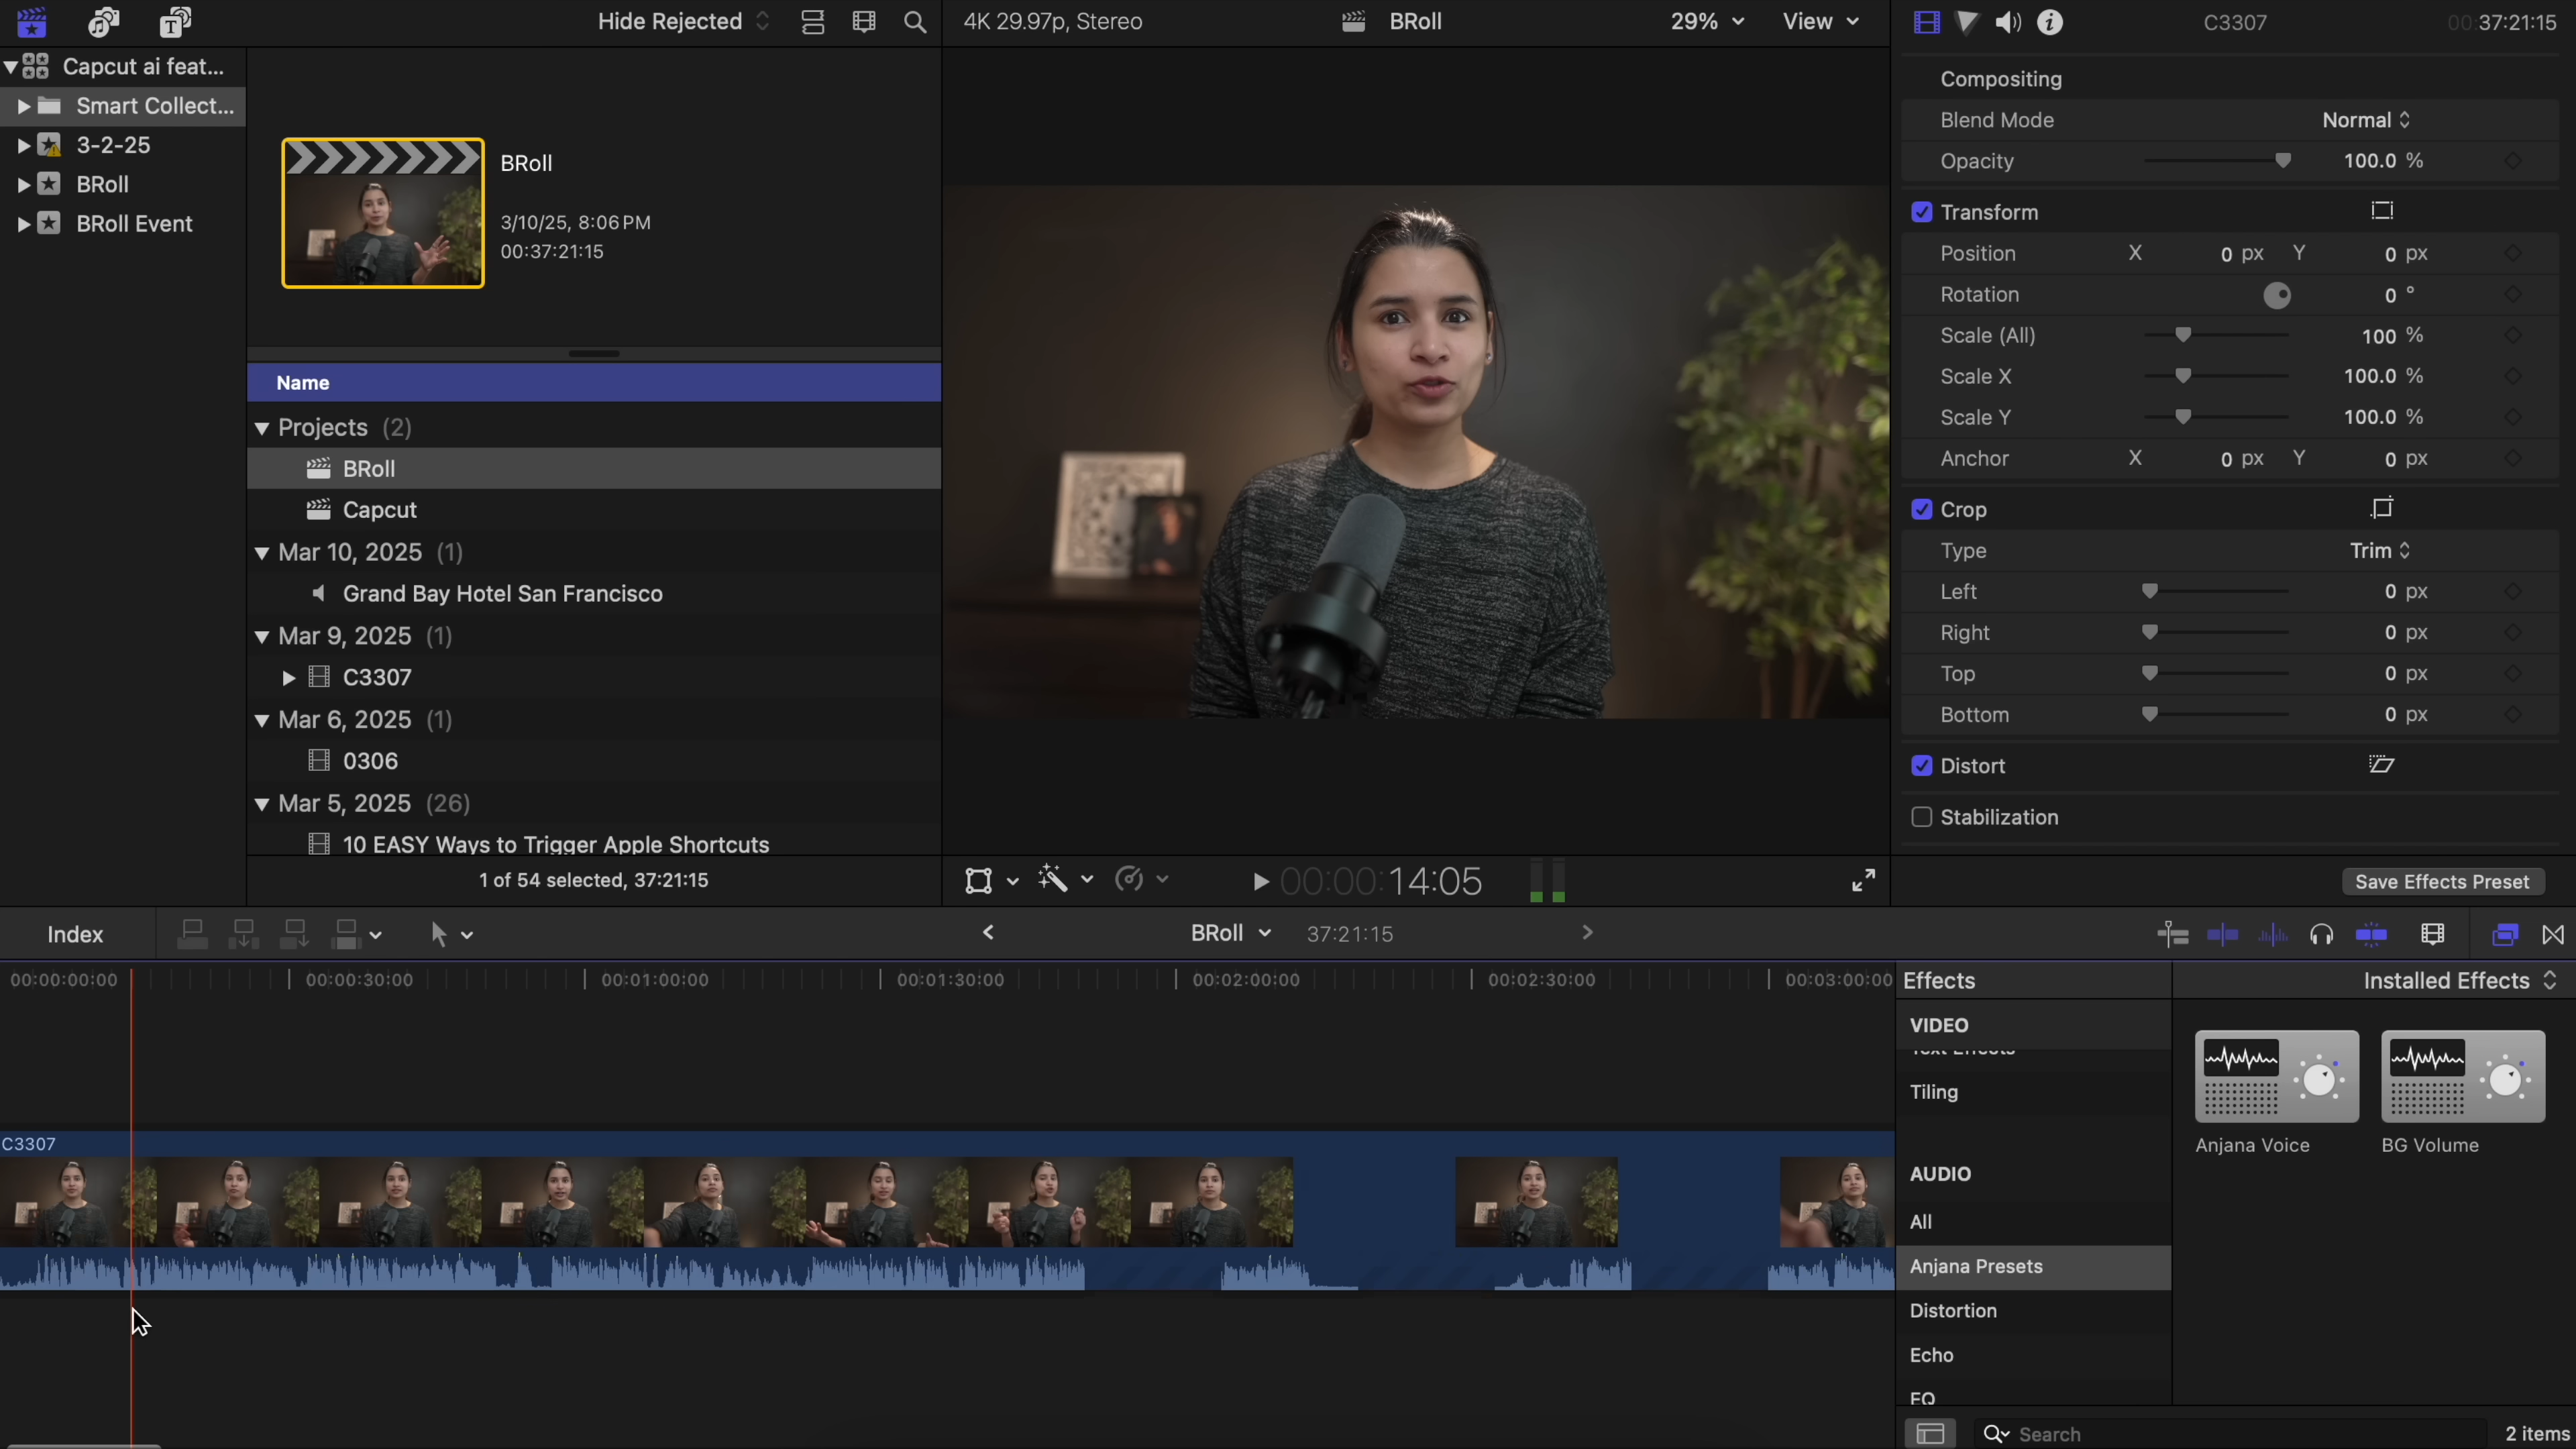 Hide Rejected
4K 29.97p, Stereo
BRoll
29%
View
C3307
00:37:21:15
Capcut ai feat...
Smart Collect...
3-2-25
BRoll
BRoll Event
BRoll
3/10/25, 8:06 PM
00:37:21:15
Name
Projects (2)
BRoll
Capcut
Mar 10, 2025 (1)
Grand Bay Hotel San Francisco
Mar 9, 2025 (1)
C3307
Mar 6, 2025 (1)
0306
Mar 5, 2025 (26)
10 EASY Ways to Trigger Apple Shortcuts
1 of 54 selected, 37:21:15
00:00:14:05
Compositing
Blend Mode Normal
Opacity 100.0 %
Transform
Position X 0 px Y 0 px
Rotation 0 °
Scale (All) 100 %
Scale X 100.0 %
Scale Y 100.0 %
Anchor X 0 px Y 0 px
Crop
Type Trim
Left 0 px
Right 0 px
Top 0 px
Bottom 0 px
Distort
Stabilization
Save Effects Preset
Index
BRoll
37:21:15
00:00:00:00 00:00:30:00 00:01:00:00 00:01:30:00 00:02:00:00 00:02:30:00 00:03:00:00
C3307
Effects
Installed Effects
VIDEO
Text Effects
Tiling
AUDIO
All
Anjana Presets
Distortion
Echo
EQ
Anjana Voice
BG Volume
Search
2 items